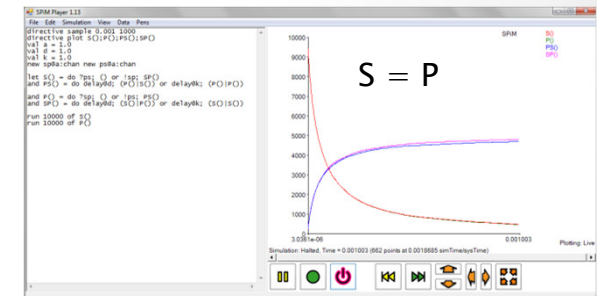 SPiM Player 1.13
File Edit Simulation View Data Pens
directive sample 0.001 1000
directive plot S();P();PS();SP()
val a = 1.0
val d = 1.0
val k = 1.0
new sp@a:chan new ps@a:chan
let S() = do ?ps; () or !sp; SP()
and PS() = do delay@d; (P()|S()) or delay@k; (P()|P())
and P() = do ?sp; () or !ps; PS()
and SP() = do delay@d; (S()|P()) or delay@k; (S()|S())
run 10000 of S()
run 10000 of P()
SPiM
S()
P()
PS()
SP()
S = P
10000
9000
8000
7000
6000
5000
4000
3000
2000
1000
0
3.0381e-06
0.001003
Plotting: Live
Simulation: Halted, Time = 0.001003 (662 points at 0.0018685 simTime/sysTime)